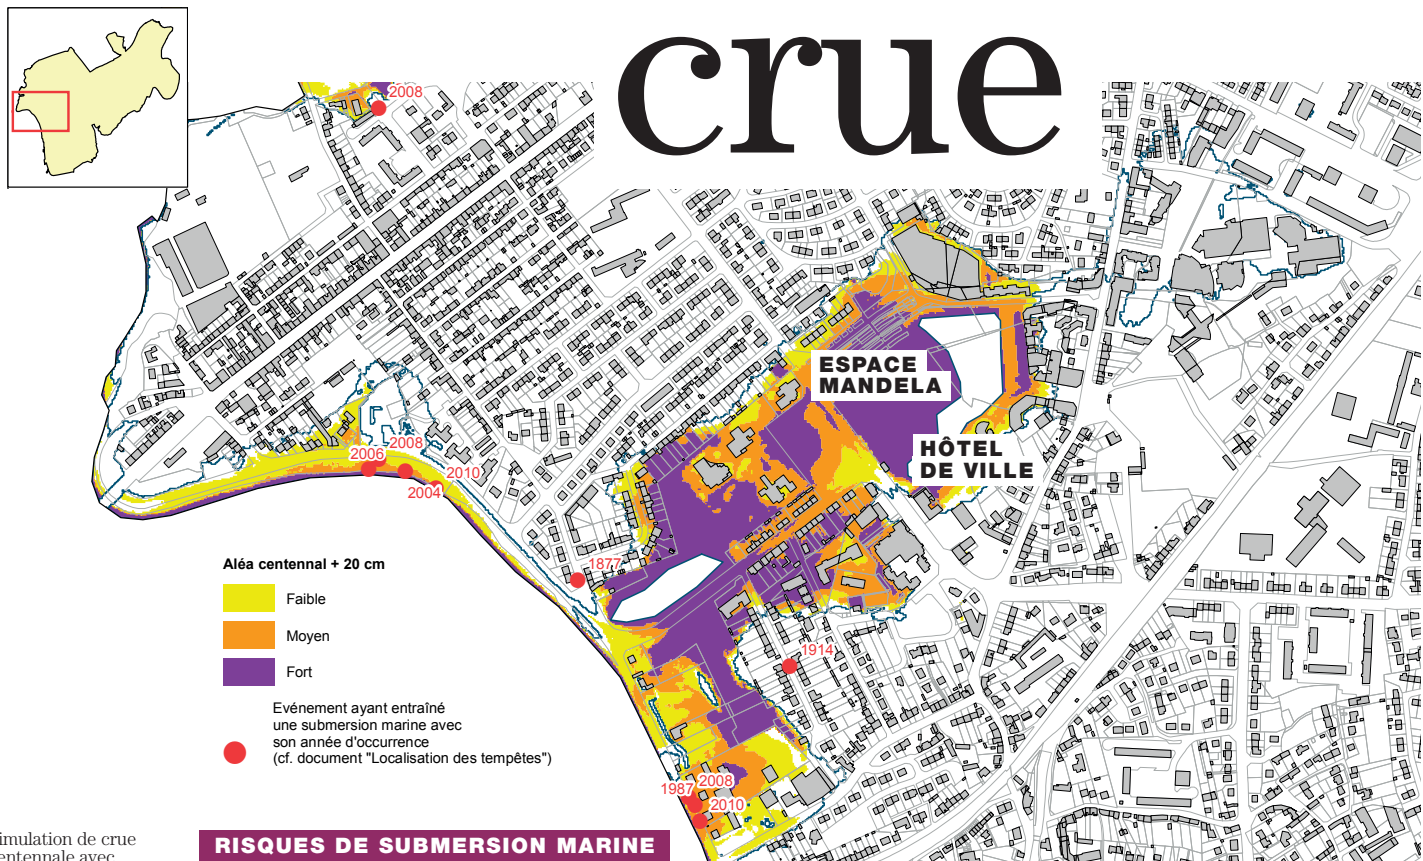 crue
2008
ESPACE
MANDELA
HÔTEL
DE VILLE
2008
2006
2010
2004
Aléa centennal + 20 cm
Faible
Moyen
Fort
Evénement ayant entraîné
une submersion marine avec
son année d'occurrence
(cf. document "Localisation des tempêtes")
1877
1914
2008
1987
2010
RISQUES DE SUBMERSION MARINE
imulation de crue
entennale avec